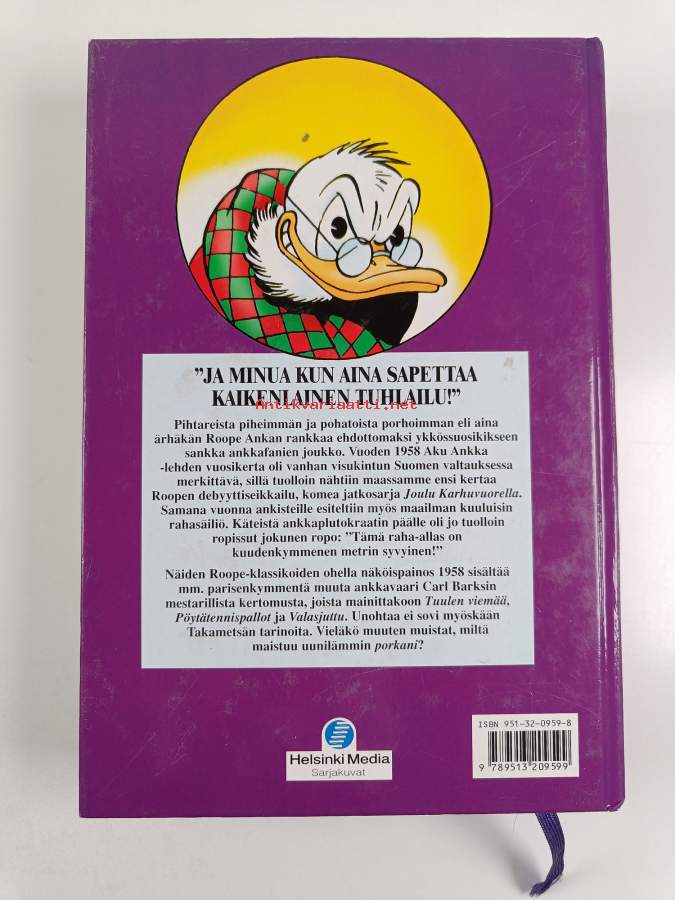 ”JA MINUA KUN AINA SAPETTAA
KAIKENLAINEN TUHLAILU!”
Antikvariaatti.net
Pihtareista piheimmän ja pohatoista porhoimman eli aina
ärhäkän Roope Ankan rankkaa ehdottomaksi ykkössuosikikseen
sankka ankkafanien joukko. Vuoden 1958 Aku Ankka
-lehden vuosikerta oli vanhan visukintun Suomen valtauksessa
merkittävä, sillä tuolloin nähtiin maassamme ensi kertaa
Roopen debyyttiseikkailu, komea jatkosarja Joulu Karhuvuorella.
Samana vuonna ankisteille esiteltiin myös maailman kuuluisin
rahasäiliö. Käteistä ankkaplutokraatin päälle oli jo tuolloin
ropissut jokunen ropo: ”Tämä raha-allas on
kuudenkymmenen metrin syvyinen!”
Näiden Roope-klassikoiden ohella näköispainos 1958 sisältää
mm. parisenkymmentä muuta ankkavaari Carl Barksin
mestarillista kertomusta, joista mainittakoon Tuulen viemää,
Pöytätennispallot ja Valasjuttu. Unohtaa ei sovi myöskään
Takametsän tarinoita. Vieläkö muuten muistat, miltä
maistuu uunilämmin porkani?
Helsinki Media
Sarjakuvat
ISBN 951-32-0959-8
9 789513 209599